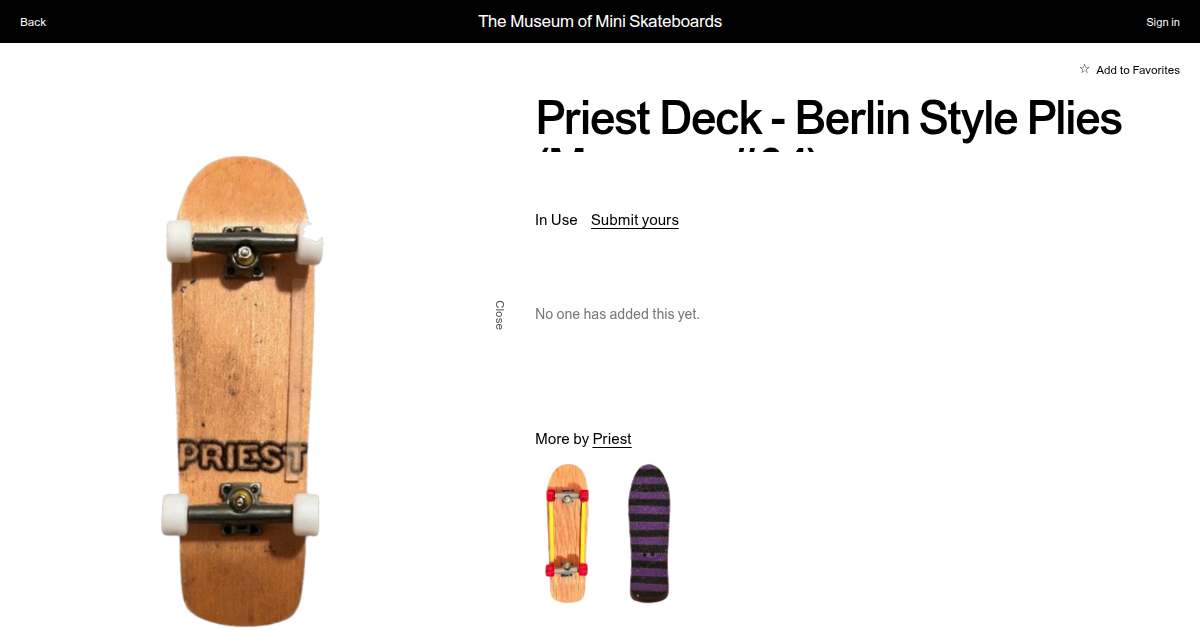 Back
The Museum of Mini Skateboards
Sign in
☆ Add to Favorites
Priest Deck - Berlin Style Plies
In Use Submit yours
Close
No one has added this yet.
More by Priest
PRIEST